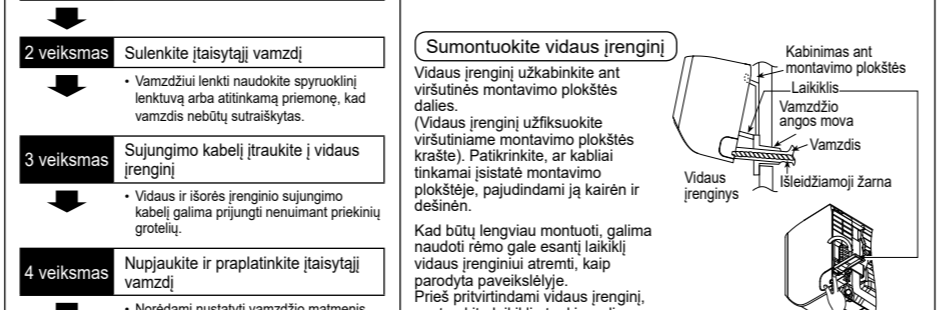 2 veiksmas
Sulenkite įtaisytąjį vamzdį
• Vamzdžiui lenkti naudokite spyruoklinį
lenktuvą arba atitinkamą priemonę, kad
vamzdis nebūtų sutraiškytas.
3 veiksmas
Sujungimo kabelį įtraukite į vidaus
įrenginį
• Vidaus ir išorės įrenginio sujungimo
kabelį galima prijungti nenuimant priekinių
grotelių.
4 veiksmas
Nupjaukite ir praplatinkite įtaisytąjį
vamzdį
• Norėdami nustatyti vamzdžio matmenis
Sumontuokite vidaus įrenginį
Vidaus įrenginį užkabinkite ant
viršutinės montavimo plokštės
dalies.
(Vidaus įrenginį užfiksuokite
viršutiniame montavimo plokštės
krašte). Patikrinkite, ar kabliai
tinkamai įsistatė montavimo
plokštėje, pajudindami ją kairėn ir
dešinėn.
Kad būtų lengviau montuoti, galima
naudoti rėmo gale esantį laikiklį
vidaus įrenginiui atremti, kaip
parodyta paveikslėlyje.
Prieš pritvirtindami vidaus įrenginį,
Kabinimas ant
montavimo plokštės
Laikiklis
Vamzdžio
angos mova
Vamzdis
Išleidžiamoji žarna
Vidaus
įrenginys